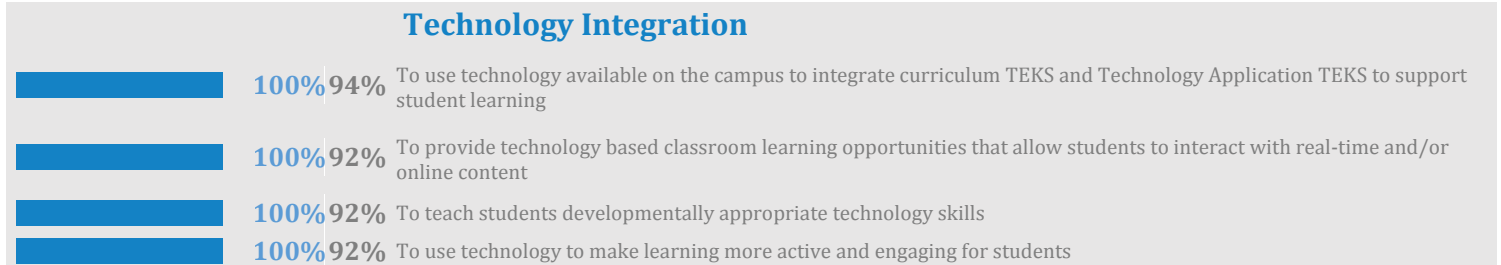 Technology Integration
100% 94% To use technology available on the campus to integrate curriculum TEKS and Technology Application TEKS to support
student learning
100% 92% To provide technology based classroom learning opportunities that allow students to interact with real-time and/or
online content
100% 92% To teach students developmentally appropriate technology skills
100% 92% To use technology to make learning more active and engaging for students